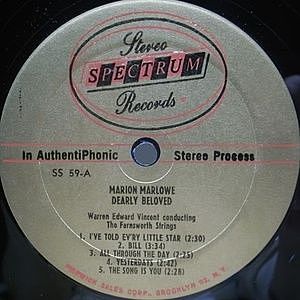 Stereo
SPECTRUM
Records
In AuthentiPhonic Stereo Process
SS 59-A
MARION MARLOWE
DEARLY BELOVED
Warren Edward Vincent conducting
The Farnsworth Strings
1. I'VE TOLD EV'RY LITTLE STAR (2:30)
2. BILL (3:34)
3. ALL THROUGH THE DAY (2:25)
4. YESTERDAYS (2:42)
5. THE SONG IS YOU (2:28)
SALES CORP., BROOKLYN 32, N.Y.